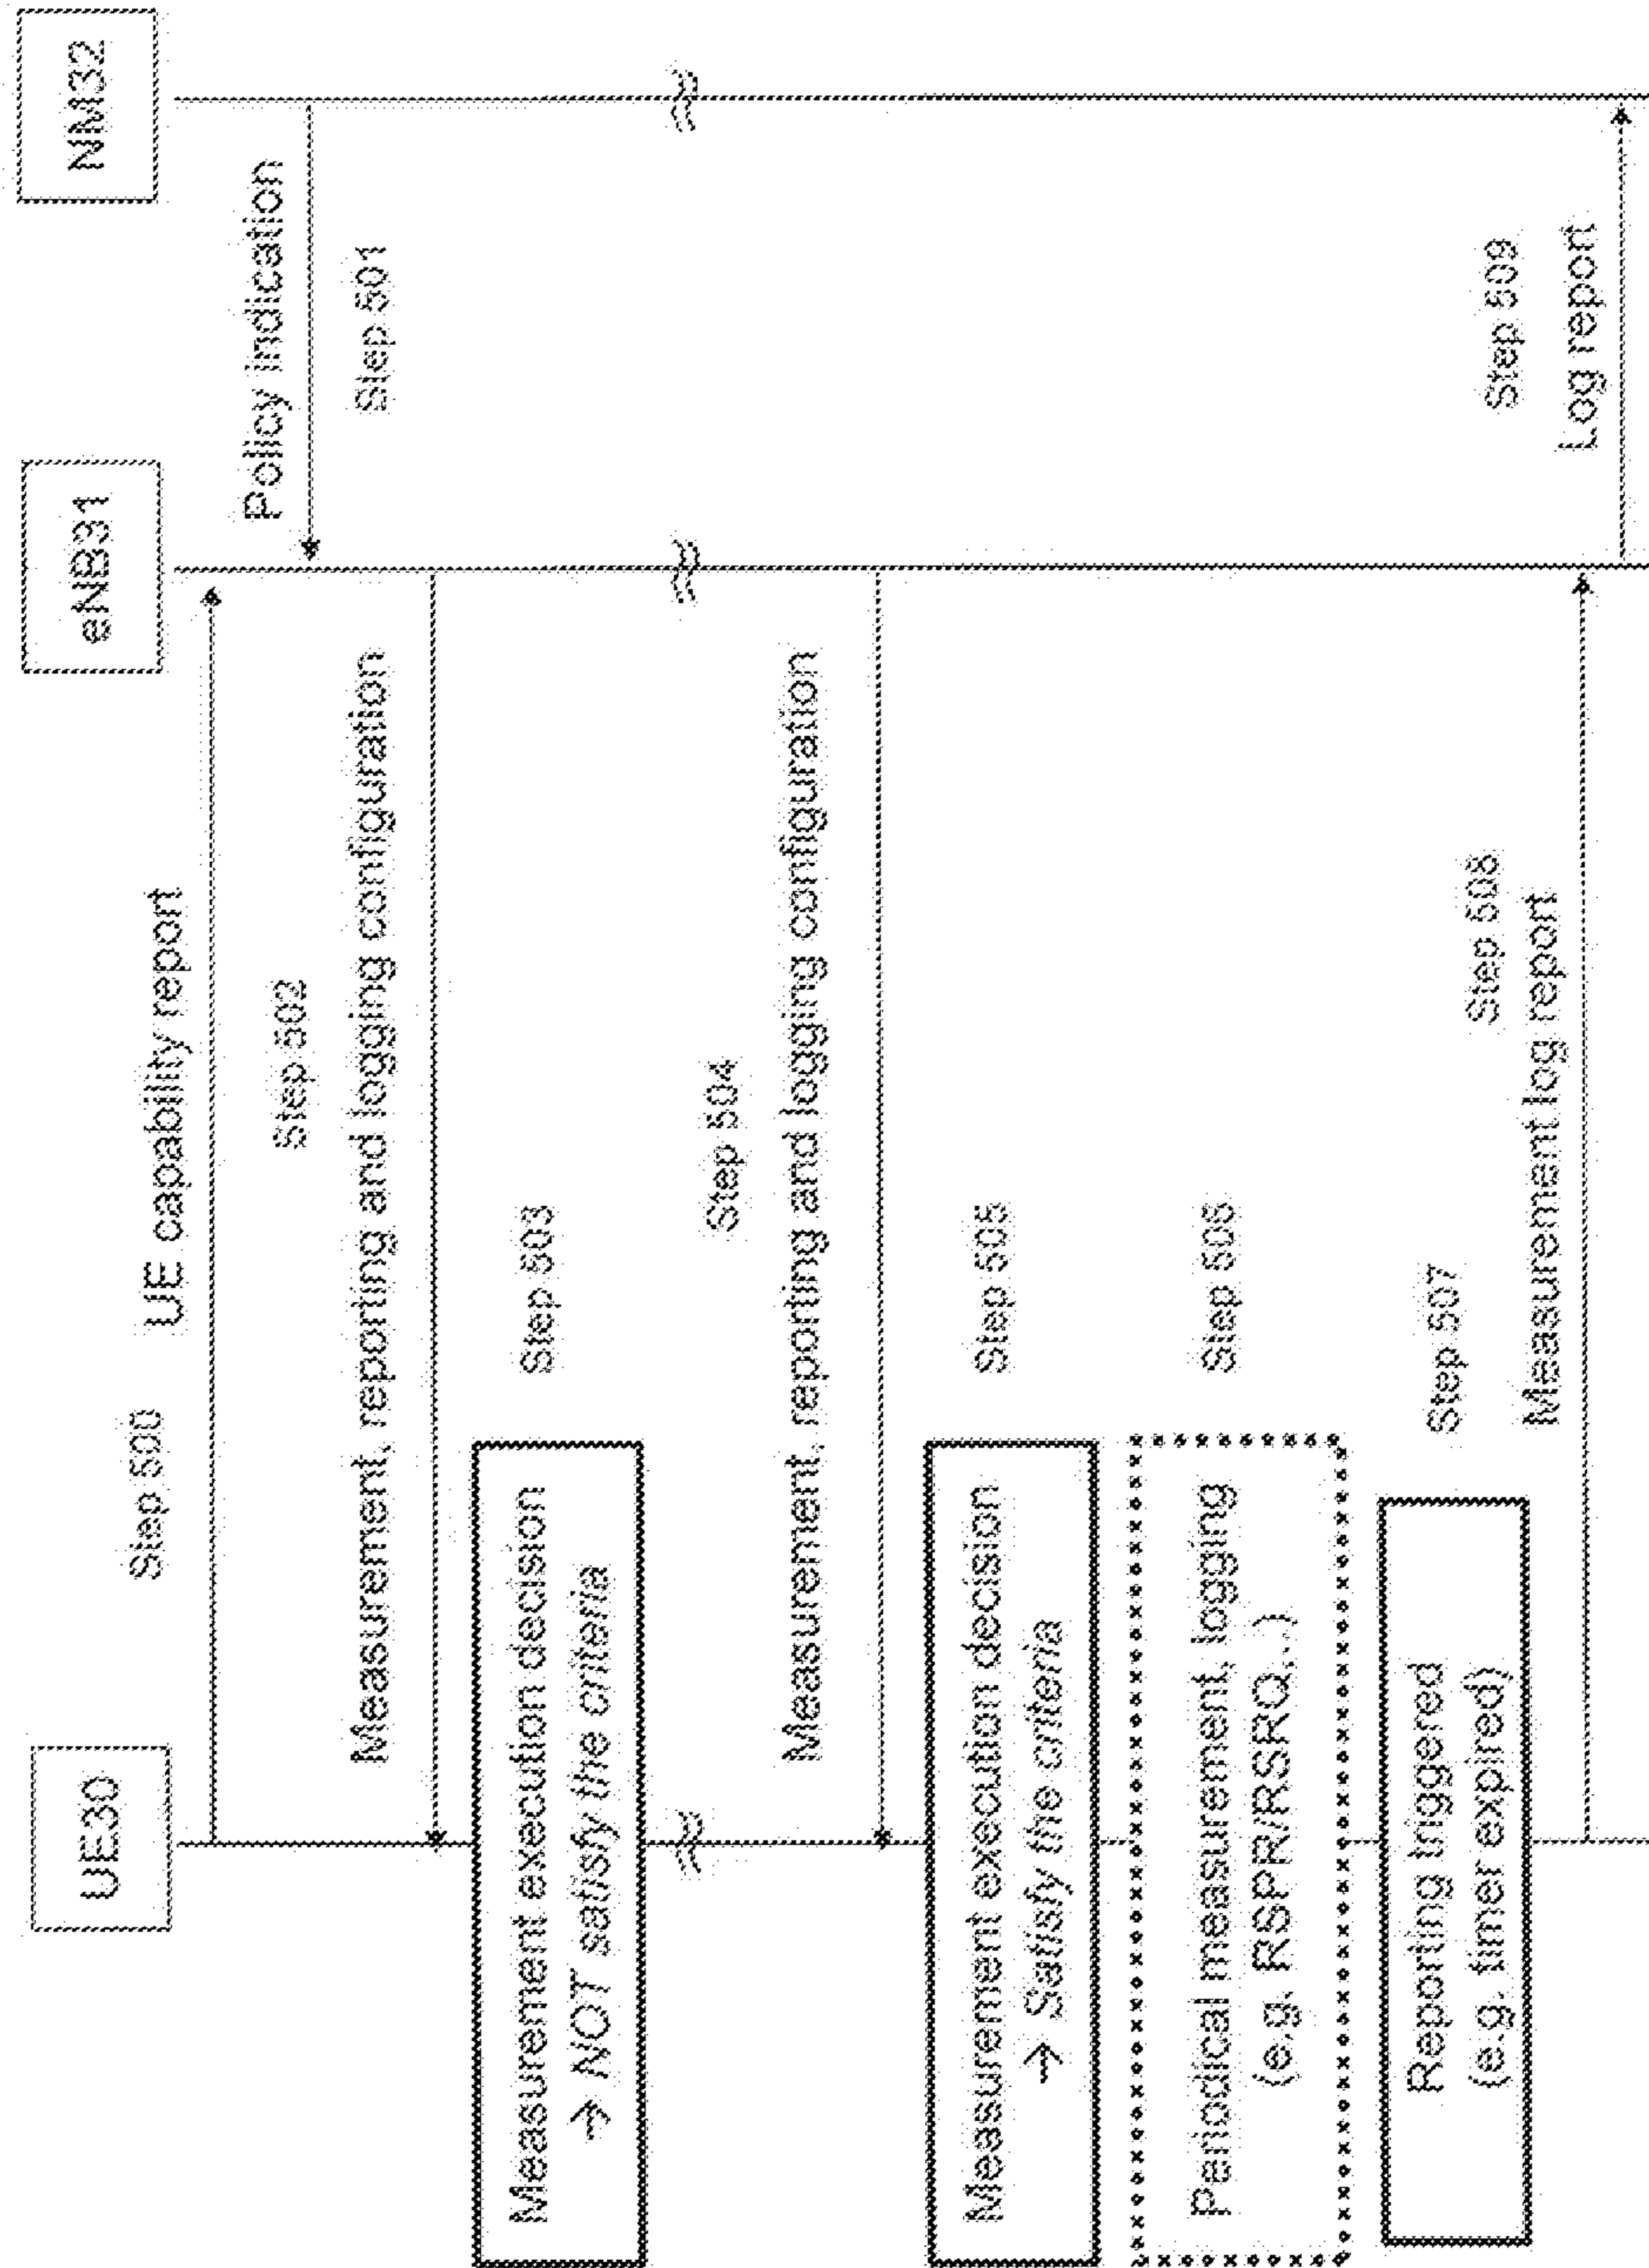 UE30
eNB31
NM32
Step 500
UE capability report
Policy indication
Step 501
Step 502
Measurement, reporting and logging configuration
Measurement execution decision
→ NOT satisfy the criteria
Step 503
Step 504
Measurement, reporting and logging configuration
Measurement execution decision
→ Satisfy the criteria
Step 505
Periodical measurement, logging
(e.g. RSPR/RSRQ,..)
Step 506
Reporting triggered
(e.g. timer expired)
Step 507
Step 508
Measurement log report
Step 509
Log report